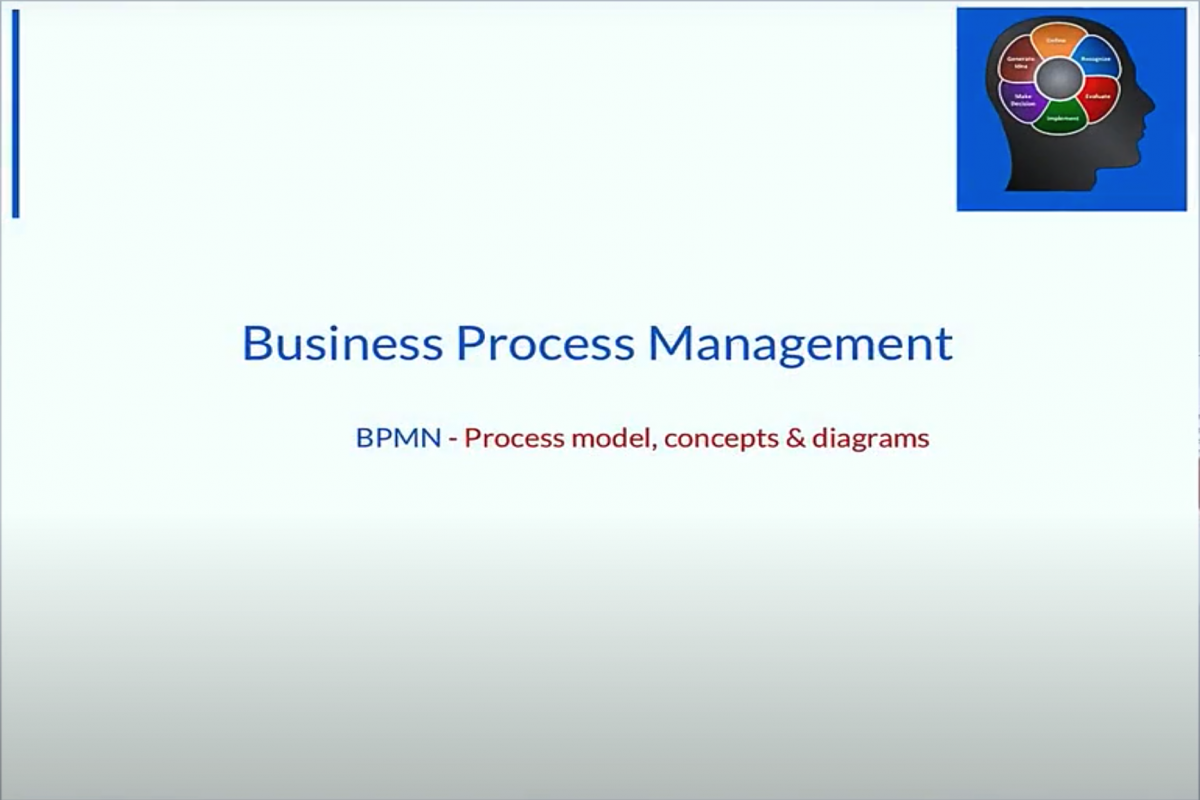 Define
Generate
Idea
Recognize
Make
Decision
Evaluate
Implement
Business Process Management
BPMN - Process model, concepts & diagrams